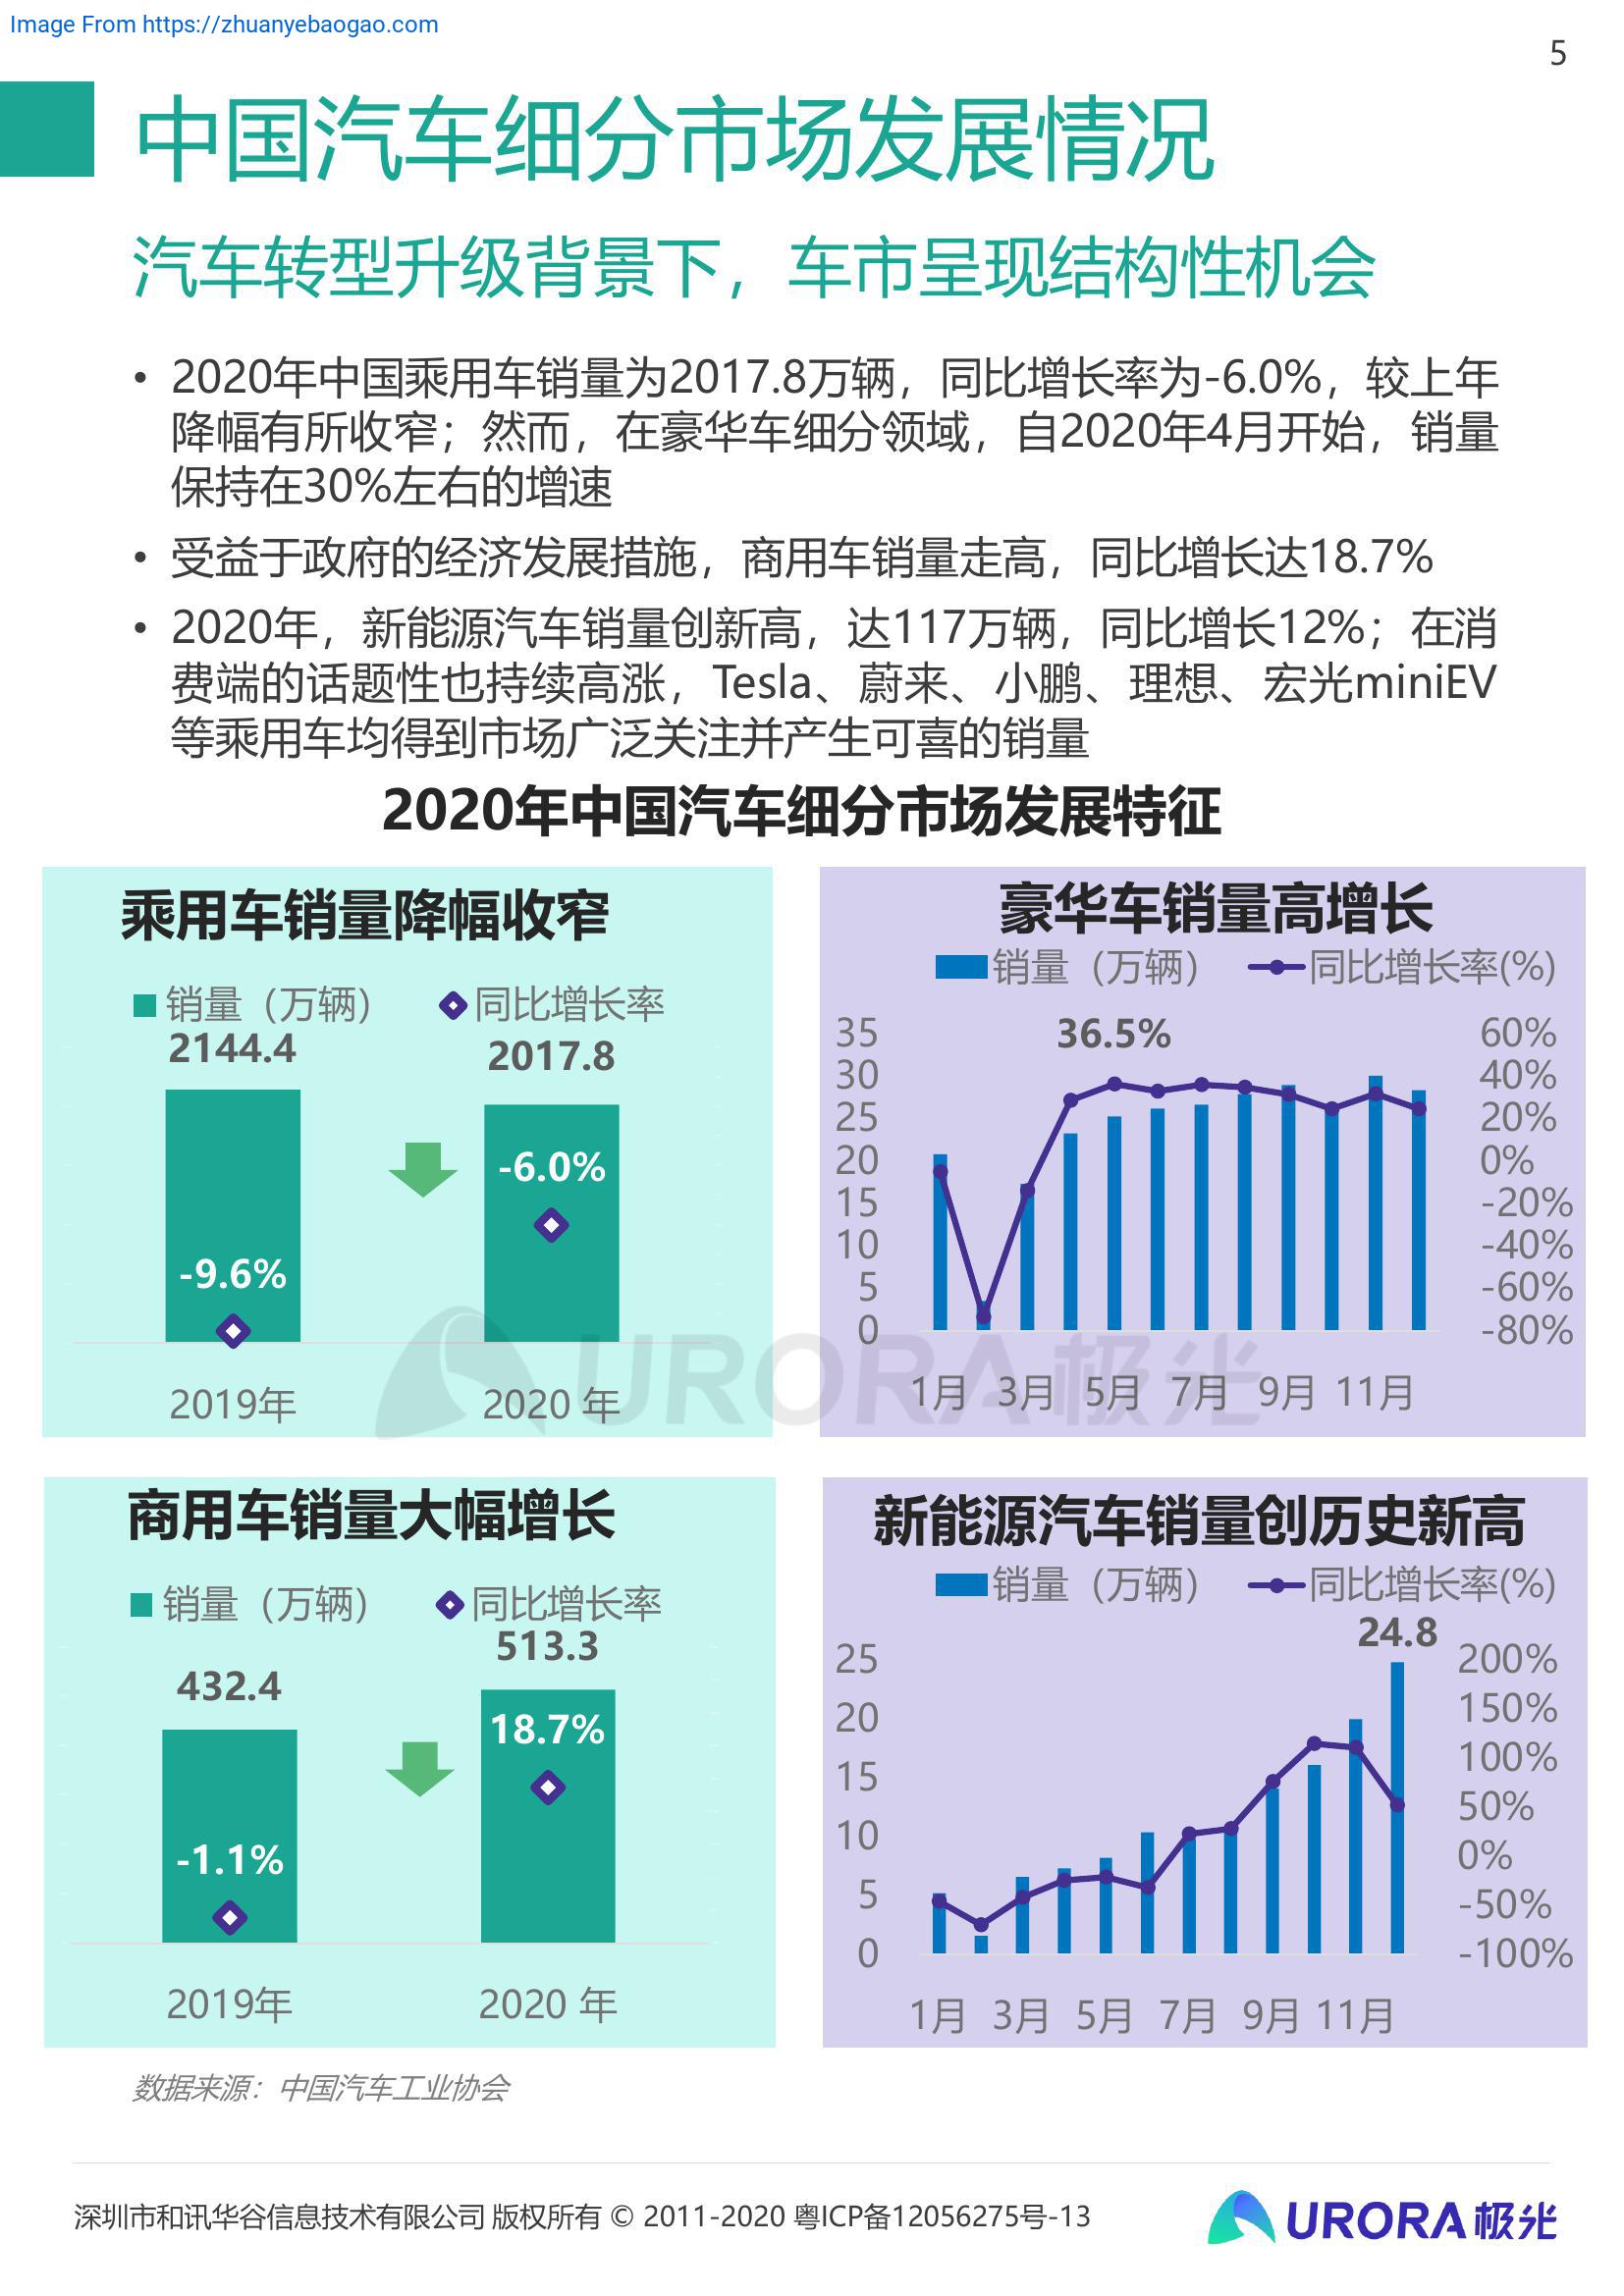 Image From https://zhuanyebaogao.com
5
中国汽车细分市场发展情况
汽车转型升级背景下，车市呈现结构性机会
• 2020年中国乘用车销量为2017.8万辆，同比增长率为-6.0%，较上年
降幅有所收窄；然而，在豪华车细分领域，自2020年4月开始，销量
保持在30%左右的增速
• 受益于政府的经济发展措施，商用车销量走高，同比增长达18.7%
• 2020年，新能源汽车销量创新高，达117万辆，同比增长12%；在消
费端的话题性也持续高涨，Tesla、蔚来、小鹏、理想、宏光miniEV
等乘用车均得到市场广泛关注并产生可喜的销量
2020年中国汽车细分市场发展特征
乘用车销量降幅收窄
销量（万辆） 同比增长率
2144.4 2017.8
-6.0%
-9.6%
2019年 2020 年
豪华车销量高增长
销量（万辆） 同比增长率(%)
36.5%
35 60%
30 40%
25 20%
20 0%
15 -20%
10 -40%
5 -60%
0 -80%
1月 3月 5月 7月 9月 11月
URORA极光
商用车销量大幅增长
销量（万辆） 同比增长率
513.3
432.4
18.7%
-1.1%
2019年 2020 年
新能源汽车销量创历史新高
销量（万辆） 同比增长率(%)
24.8
25 200%
20 150%
15 100%
10 50%
5 0%
0 -50%
-100%
1月 3月 5月 7月 9月 11月
数据来源：中国汽车工业协会
深圳市和讯华谷信息技术有限公司 版权所有 © 2011-2020 粤ICP备12056275号-13
URORA极光